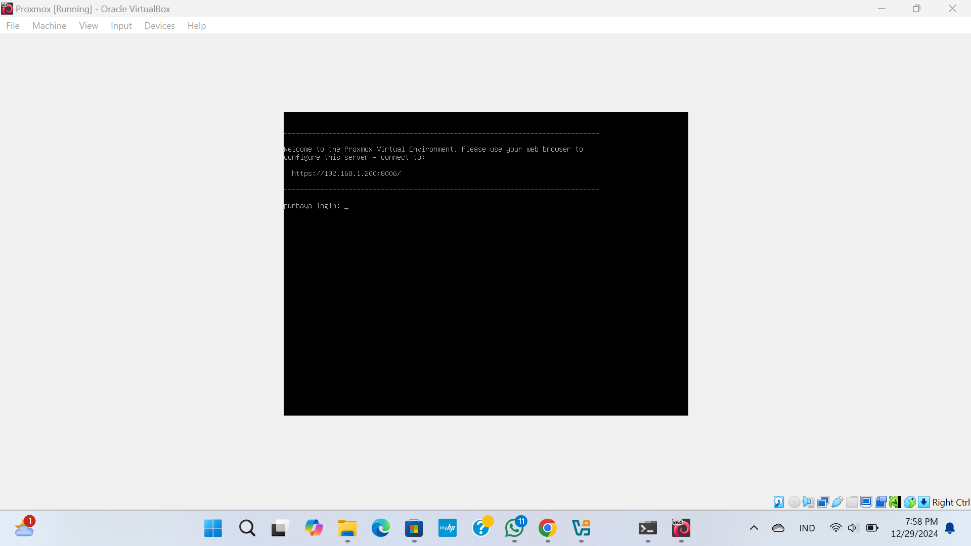 Proxmox [Running] - Oracle VirtualBox
File Machine View Input Devices Help
--------------------------------------------------------------------------------
Welcome to the Proxmox Virtual Environment. Please use your web browser to
configure this server - connect to:
https://192.168.1.200:8006/
--------------------------------------------------------------------------------
login: _
Right Ctrl
1
myhp
?
11
IND
7:58 PM
12/29/2024